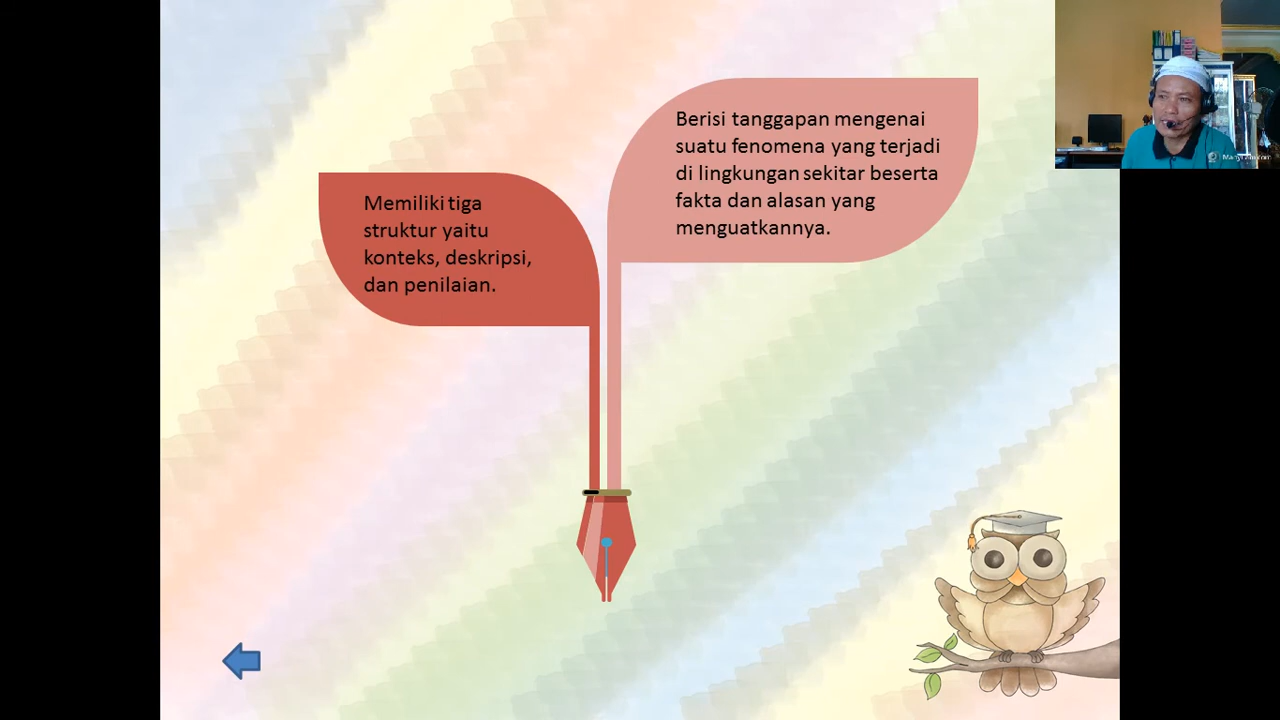 Memiliki tiga
struktur yaitu
konteks, deskripsi,
dan penilaian.
Berisi tanggapan mengenai
suatu fenomena yang terjadi
di lingkungan sekitar beserta
fakta dan alasan yang
menguatkannya.